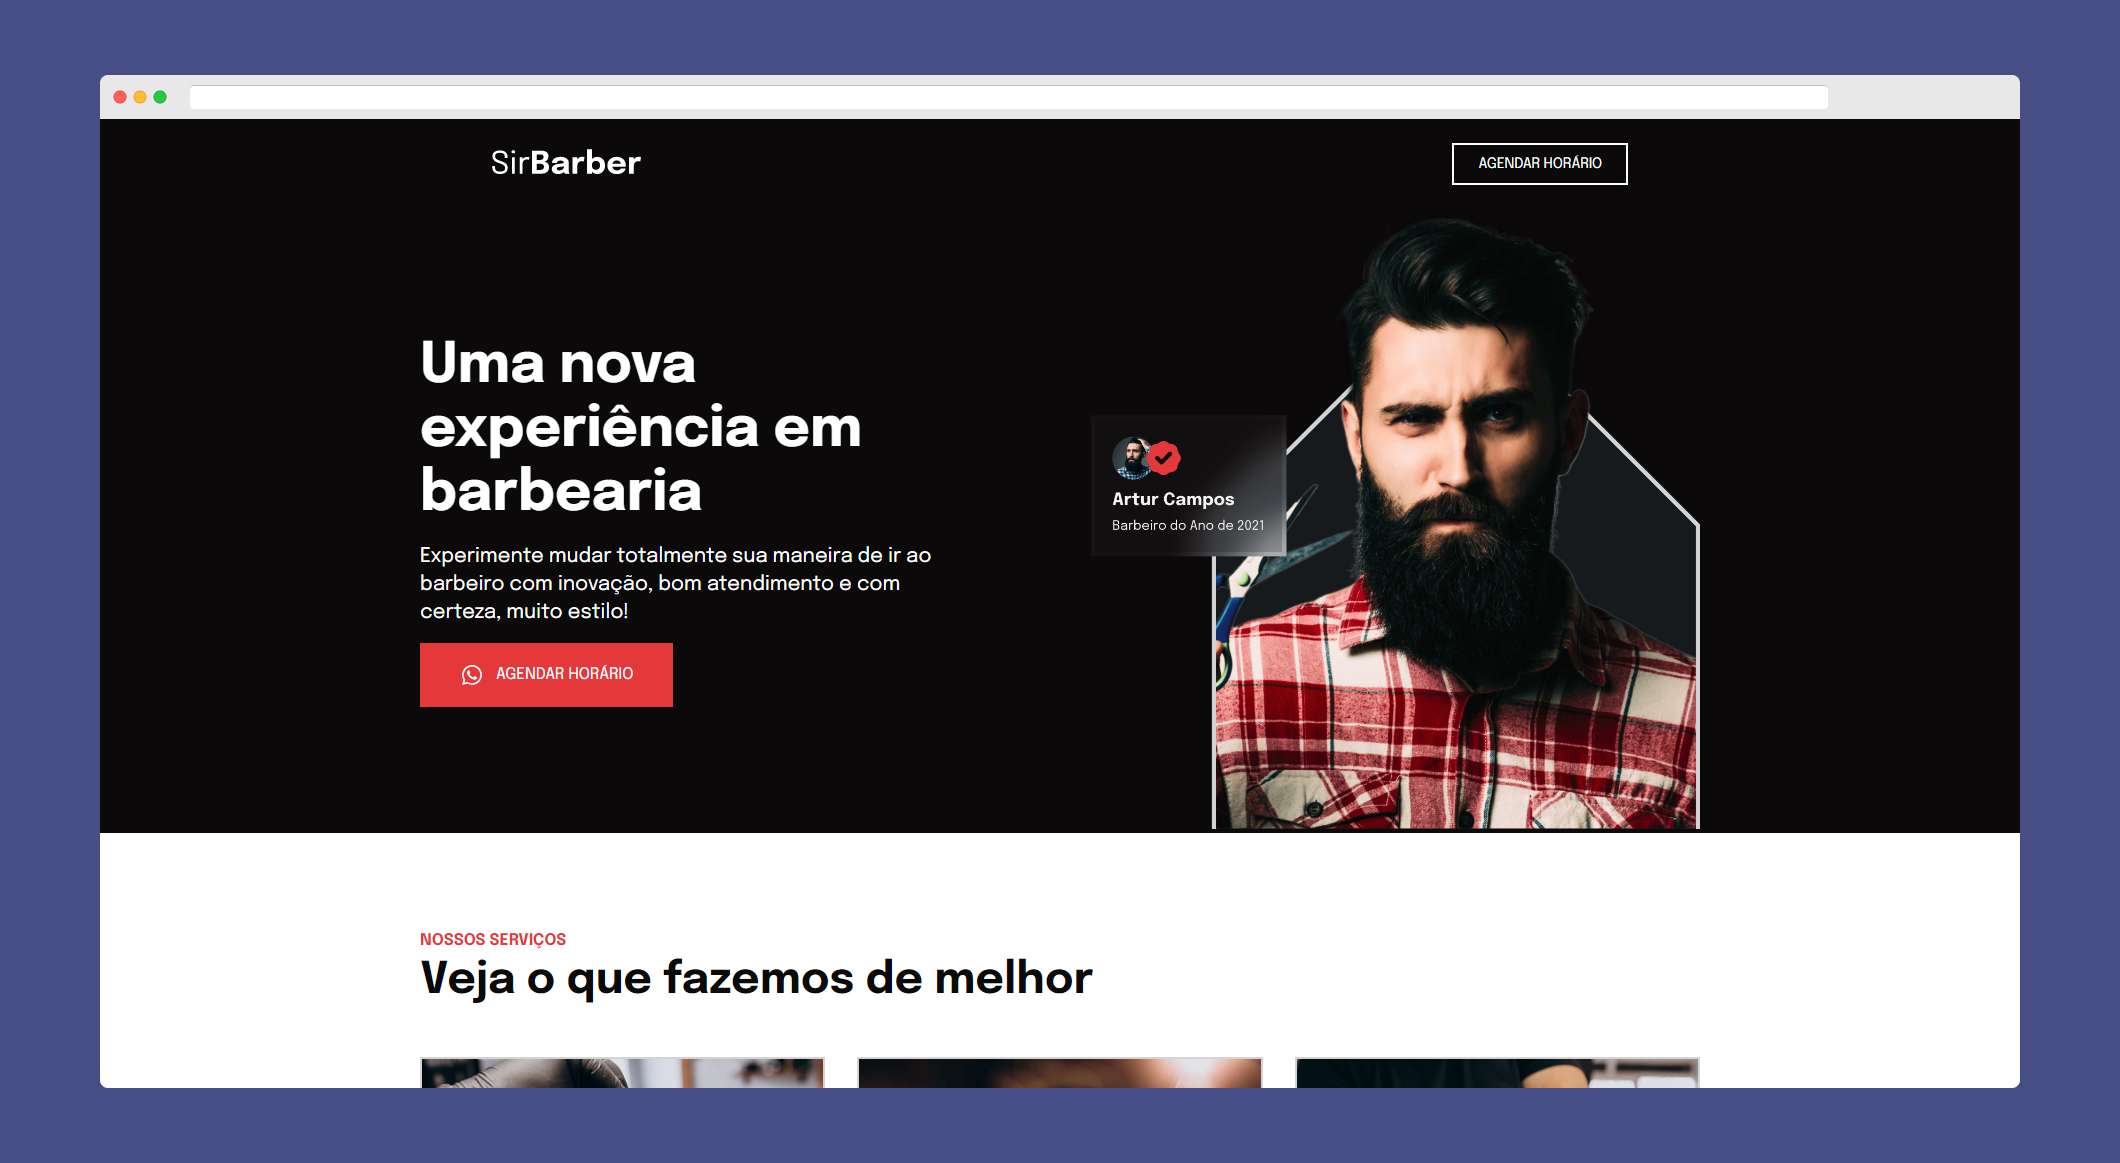 SirBarber
AGENDAR HORÁRIO
Uma nova
experiência em
barbearia
Experimente mudar totalmente sua maneira de ir ao
barbeiro com inovação, bom atendimento e com
certeza, muito estilo!
AGENDAR HORÁRIO
Artur Campos
Barbeiro do Ano de 2021
NOSSOS SERVIÇOS
Veja o que fazemos de melhor